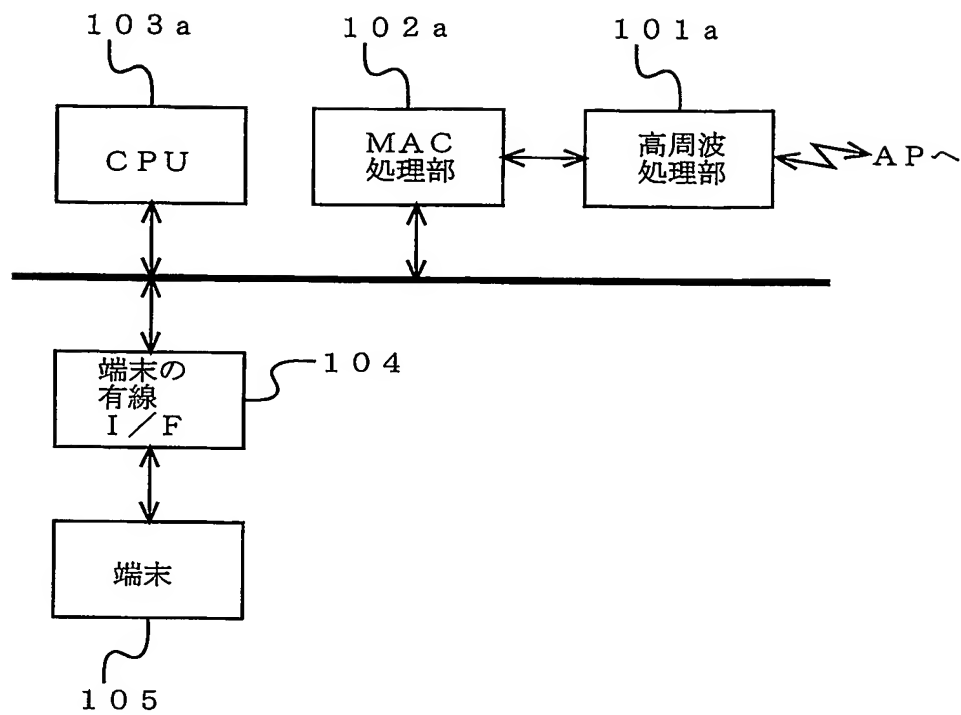 103a
102a
101a
CPU
MAC
処理部
高周波
処理部
APへ
端末の
有線
I/F
104
端末
105